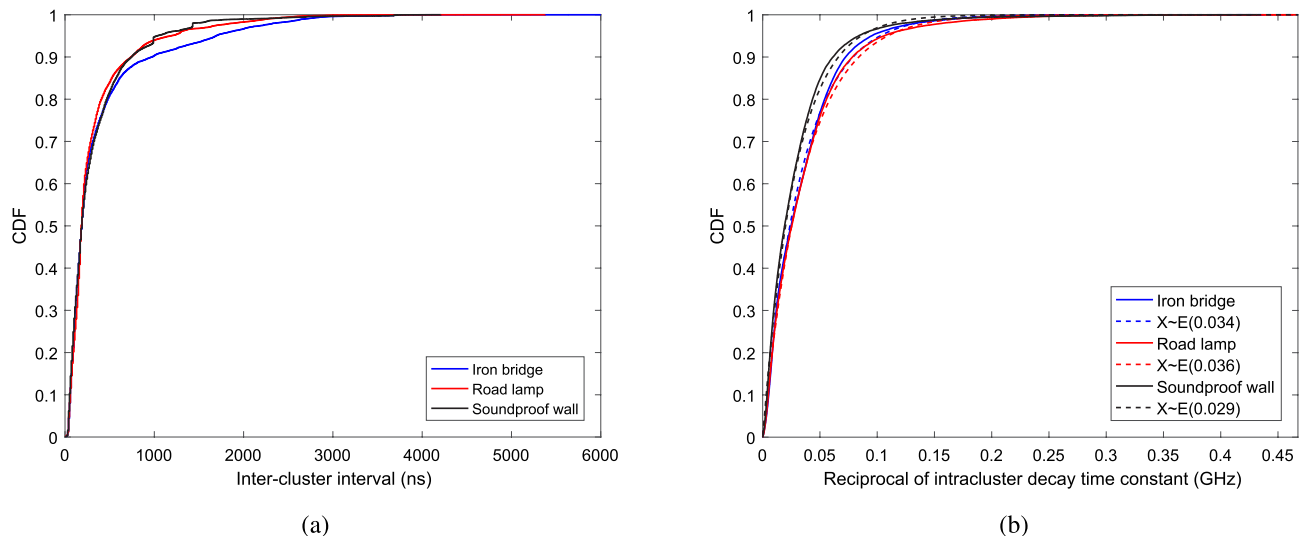 1
0.9
0.8
0.7
0.6
0.5
0.4
0.3
0.2
0.1
0
CDF
0 1000 2000 3000 4000 5000 6000
Inter-cluster interval (ns)
Iron bridge
Road lamp
Soundproof wall
(a)
1
0.9
0.8
0.7
0.6
0.5
0.4
0.3
0.2
0.1
0
CDF
0 0.05 0.1 0.15 0.2 0.25 0.3 0.35 0.4 0.45
Reciprocal of intracluster decay time constant (GHz)
Iron bridge
X~E(0.034)
Road lamp
X~E(0.036)
Soundproof wall
X~E(0.029)
(b)